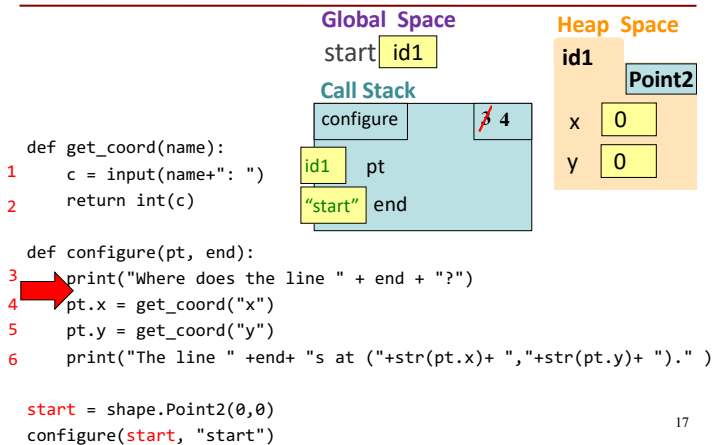 Global Space
start id1
Heap Space
id1
Point2
x 0
y 0
Call Stack
configure 3 4
id1 pt
“start” end
def get_coord(name):
1 c = input(name+": ")
2 return int(c)
def configure(pt, end):
3 print("Where does the line " + end + "?")
4 pt.x = get_coord("x")
5 pt.y = get_coord("y")
6 print("The line " +end+ "s at ("+str(pt.x)+ ","+str(pt.y)+ ")." )
start = shape.Point2(0,0)
configure(start, "start")
17